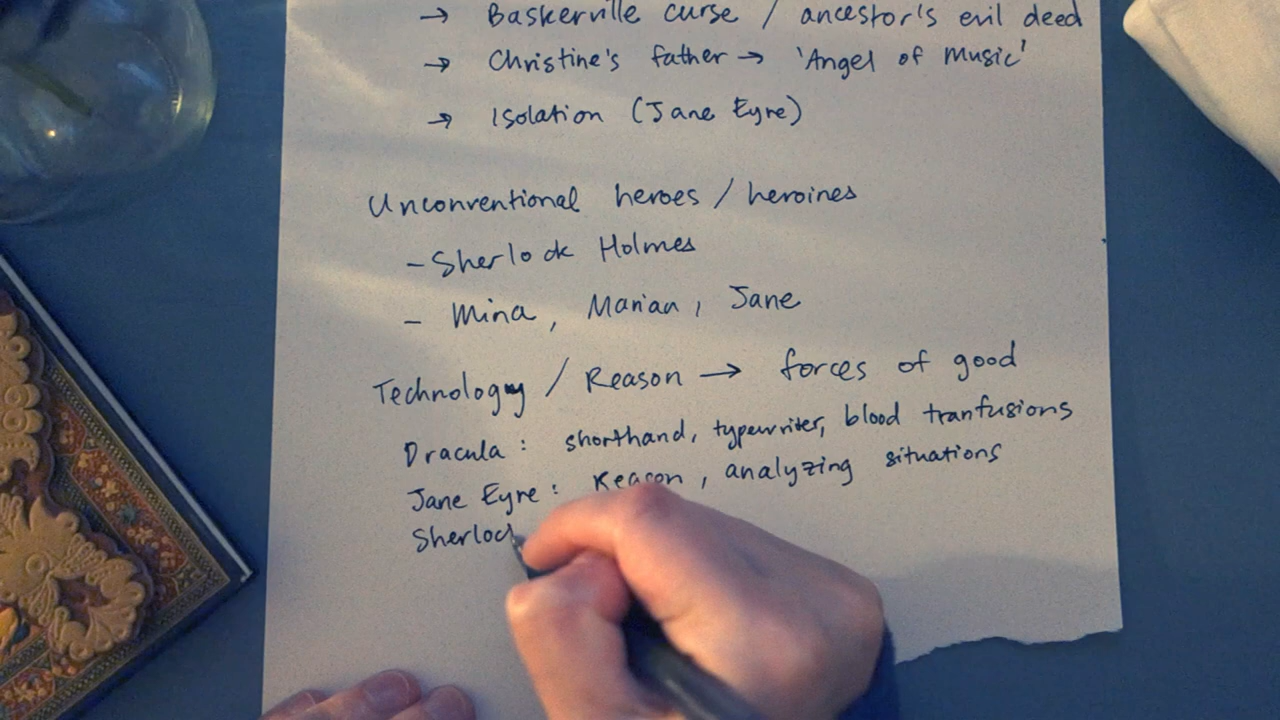 → Baskerville curse / ancestor's evil deed
→ Christine's father → 'Angel of Music'
→ Isolation (Jane Eyre)
Unconventional heroes / heroines
- Sherlock Holmes
- Mina, Marian, Jane
Technology / Reason → forces of good
Dracula: shorthand, typewriter, blood tranfusions
Jane Eyre: Reason, analyzing situations
Sherlock